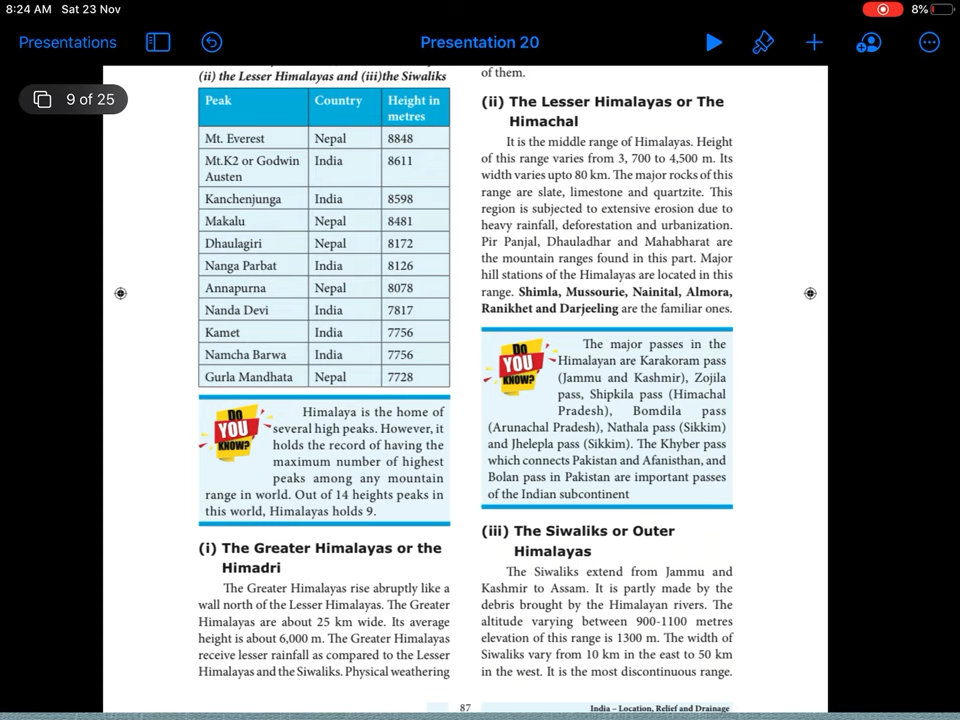 8:24 AM Sat 23 Nov
8%
Presentations
Presentation 20
9 of 25
(ii) the Lesser Himalayas and (iii)the Siwaliks
Peak Country Height in
metres
Mt. Everest Nepal 8848
Mt.K2 or Godwin India 8611
Austen
Kanchenjunga India 8598
Makalu Nepal 8481
Dhaulagiri Nepal 8172
Nanga Parbat India 8126
Annapurna Nepal 8078
Nanda Devi India 7817
Kamet India 7756
Namcha Barwa India 7756
Gurla Mandhata Nepal 7728
DO
YOU
KNOW?
Himalaya is the home of
several high peaks. However, it
holds the record of having the
maximum number of highest
peaks among any mountain
range in world. Out of 14 heights peaks in
this world, Himalayas holds 9.
(i) The Greater Himalayas or the
Himadri
The Greater Himalayas rise abruptly like a
wall north of the Lesser Himalayas. The Greater
Himalayas are about 25 km wide. Its average
height is about 6,000 m. The Greater Himalayas
receive lesser rainfall as compared to the Lesser
Himalayas and the Siwaliks. Physical weathering
of them.
(ii) The Lesser Himalayas or The
Himachal
It is the middle range of Himalayas. Height
of this range varies from 3, 700 to 4,500 m. Its
width varies upto 80 km. The major rocks of this
range are slate, limestone and quartzite. This
region is subjected to extensive erosion due to
heavy rainfall, deforestation and urbanization.
Pir Panjal, Dhauladhar and Mahabharat are
the mountain ranges found in this part. Major
hill stations of the Himalayas are located in this
range. Shimla, Mussourie, Nainital, Almora,
Ranikhet and Darjeeling are the familiar ones.
DO
YOU
KNOW?
The major passes in the
Himalayan are Karakoram pass
(Jammu and Kashmir), Zojila
pass, Shipkila pass (Himachal
Pradesh), Bomdila pass
(Arunachal Pradesh), Nathala pass (Sikkim)
and Jhelepla pass (Sikkim). The Khyber pass
which connects Pakistan and Afanisthan, and
Bolan pass in Pakistan are important passes
of the Indian subcontinent
(iii) The Siwaliks or Outer
Himalayas
The Siwaliks extend from Jammu and
Kashmir to Assam. It is partly made by the
debris brought by the Himalayan rivers. The
altitude varying between 900-1100 metres
elevation of this range is 1300 m. The width of
Siwaliks vary from 10 km in the east to 50 km
in the west. It is the most discontinuous range.
87 India – Location, Relief and Drainage